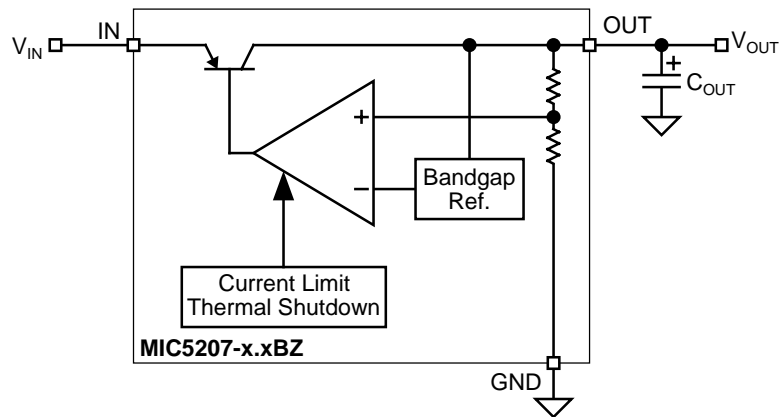 IN
OUT
V_IN
V_OUT
+
C_OUT
+
−
Bandgap
Ref.
Current Limit
Thermal Shutdown
MIC5207-x.xBZ
GND